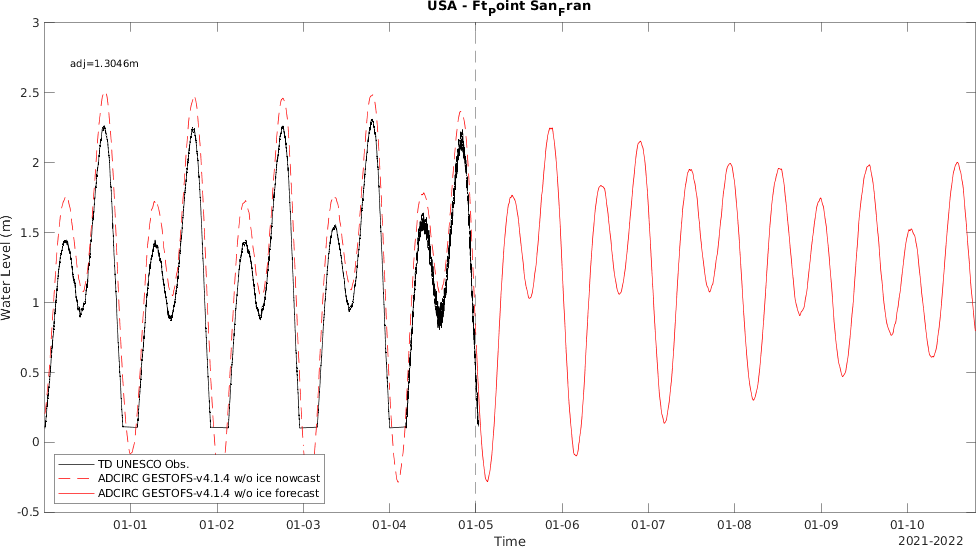 USA - Ft_Point San_Fran
3
2.5
2
1.5
1
0.5
0
-0.5
Water Level (m)
adj=1.3046m
TD UNESCO Obs.
ADCIRC GESTOFS-v4.1.4 w/o ice nowcast
ADCIRC GESTOFS-v4.1.4 w/o ice forecast
01-01 01-02 01-03 01-04 01-05 01-06 01-07 01-08 01-09 01-10
Time
2021-2022